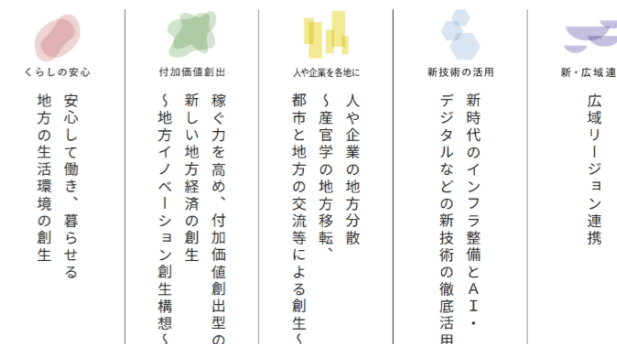 くらしの安心
安心して働き、暮らせる
地方の生活環境の創生
付加価値創出
稼ぐ力を高め、付加価値創出型の
新しい地方経済の創生
～地方イノベーション創生構想～
人や企業を各地に
人や企業の地方分散
～産官学の地方移転、
都市と地方の交流等による創生～
新技術の活用
新時代のインフラ整備とAI・
デジタルなどの新技術の徹底活用
新・広域連
広域リージョン連携